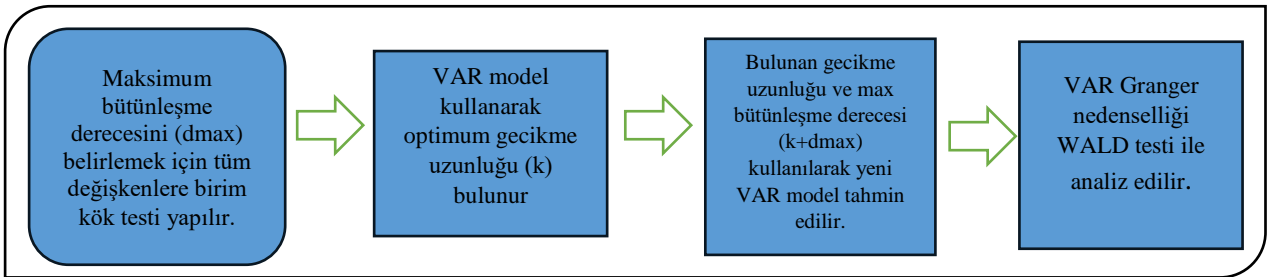 Maksimum
bütünleşme
derecesini (dmax)
belirlemek için tüm
değişkenlere birim
kök testi yapılır.
VAR model
kullanarak
optimum gecikme
uzunluğu (k)
bulunur
Bulunan gecikme
uzunluğu ve max
bütünleşme derecesi
(k+dmax)
kullanılarak yeni
VAR model tahmin
edilir.
VAR Granger
nedenselliği
WALD testi ile
analiz edilir.